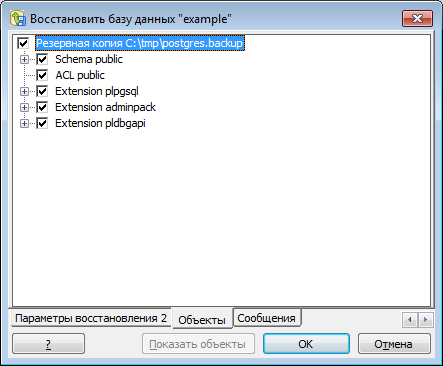 Восстановить базу данных "example"
Резервная копия C:\tmp\postgres.backup
Schema public
ACL public
Extension plpgsql
Extension adminpack
Extension pldbgapi
Параметры восстановления 2 Объекты Сообщения
? Показать объекты OK Отмена